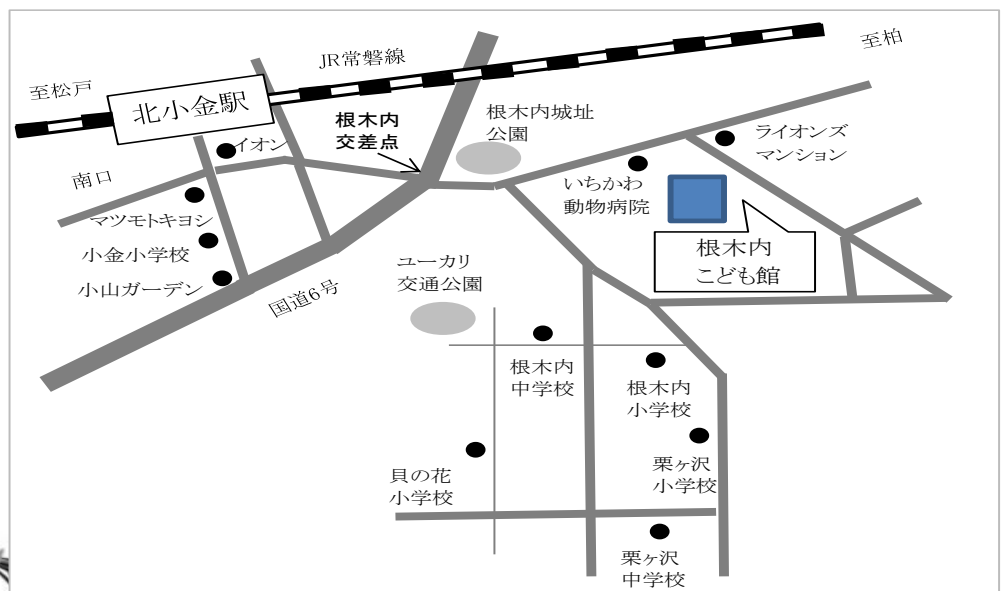 JR常磐線
至柏
至松戸
北小金駅
根木内
交差点
根木内城址
公園
ライオンズ
マンション
イオン
南口
いちかわ
動物病院
マツモトキヨシ
小金小学校
小山ガーデン
根木内
こども館
ユーカリ
交通公園
国道6号
根木内
中学校
根木内
小学校
貝の花
小学校
栗ヶ沢
小学校
栗ヶ沢
中学校